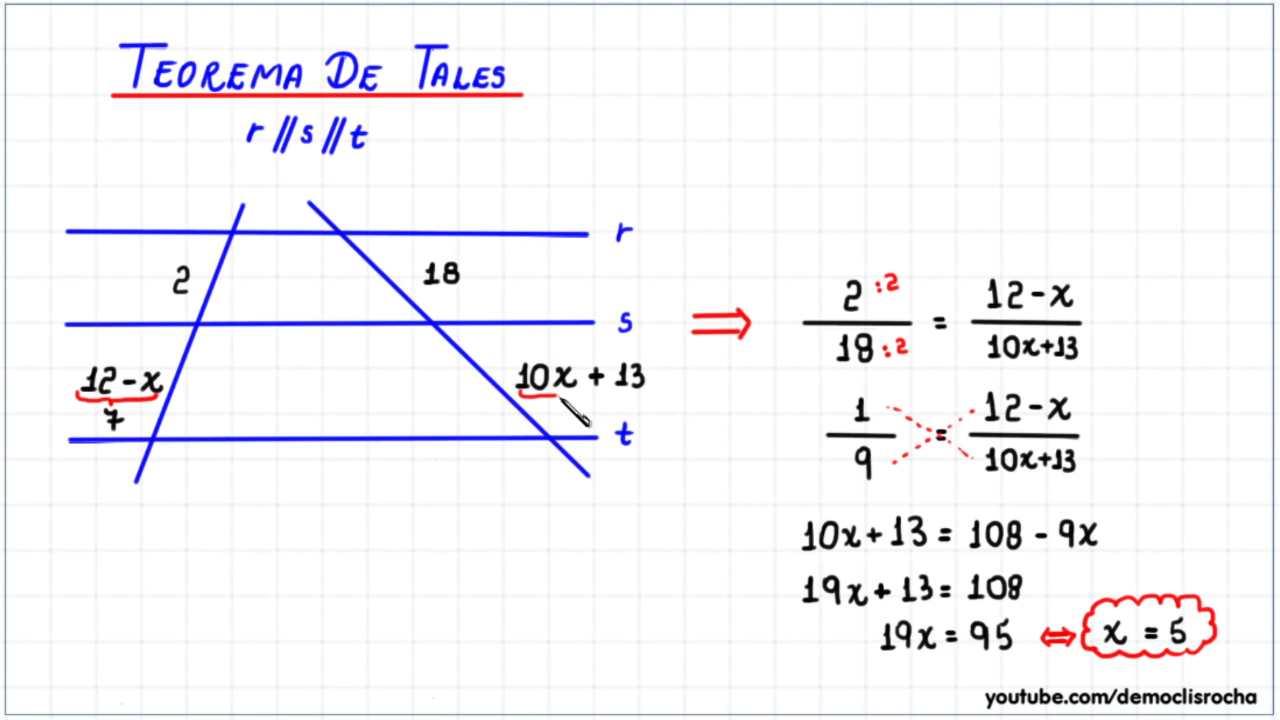 TEOREMA DE TALES
r // s // t
r
2
18
s
12 - x
7
10x + 13
t
2 :2 / 18 :2 = 12 - x / 10x+13
1 / 9 = 12 - x / 10x+13
10x + 13 = 108 - 9x
19x + 13 = 108
19x = 95 ⇔ x = 5
youtube.com/democlisrocha